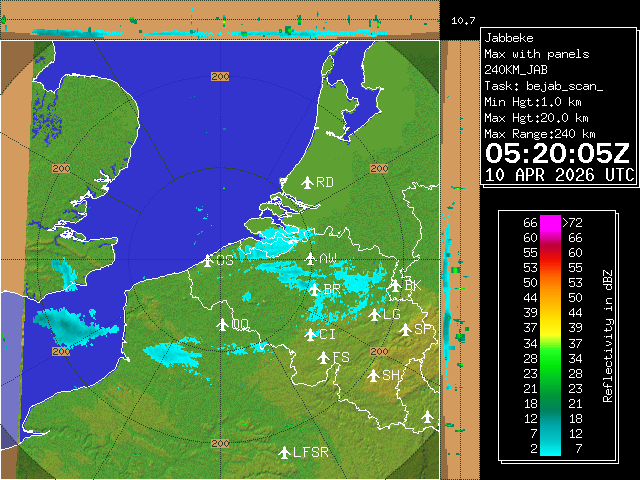 10.7
Jabbeke
Max with panels
240KM_JAB
Task: bejab_scan_
Min Hgt:1.0 km
Max Hgt:20.0 km
Max Range:240 km
05:20:05Z
10 APR 2026 UTC
200
200
200
RD
OS
AW
BR
BK
LG
QQ
CI
SP
FS
SH
200
200
200
LFSR
66 >72
60 66
55 60
53 55
50 53
44 50
39 44
37 39
34 37
28 34
23 28
21 23
18 21
12 18
7 12
2 7
Reflectivity in dBZ